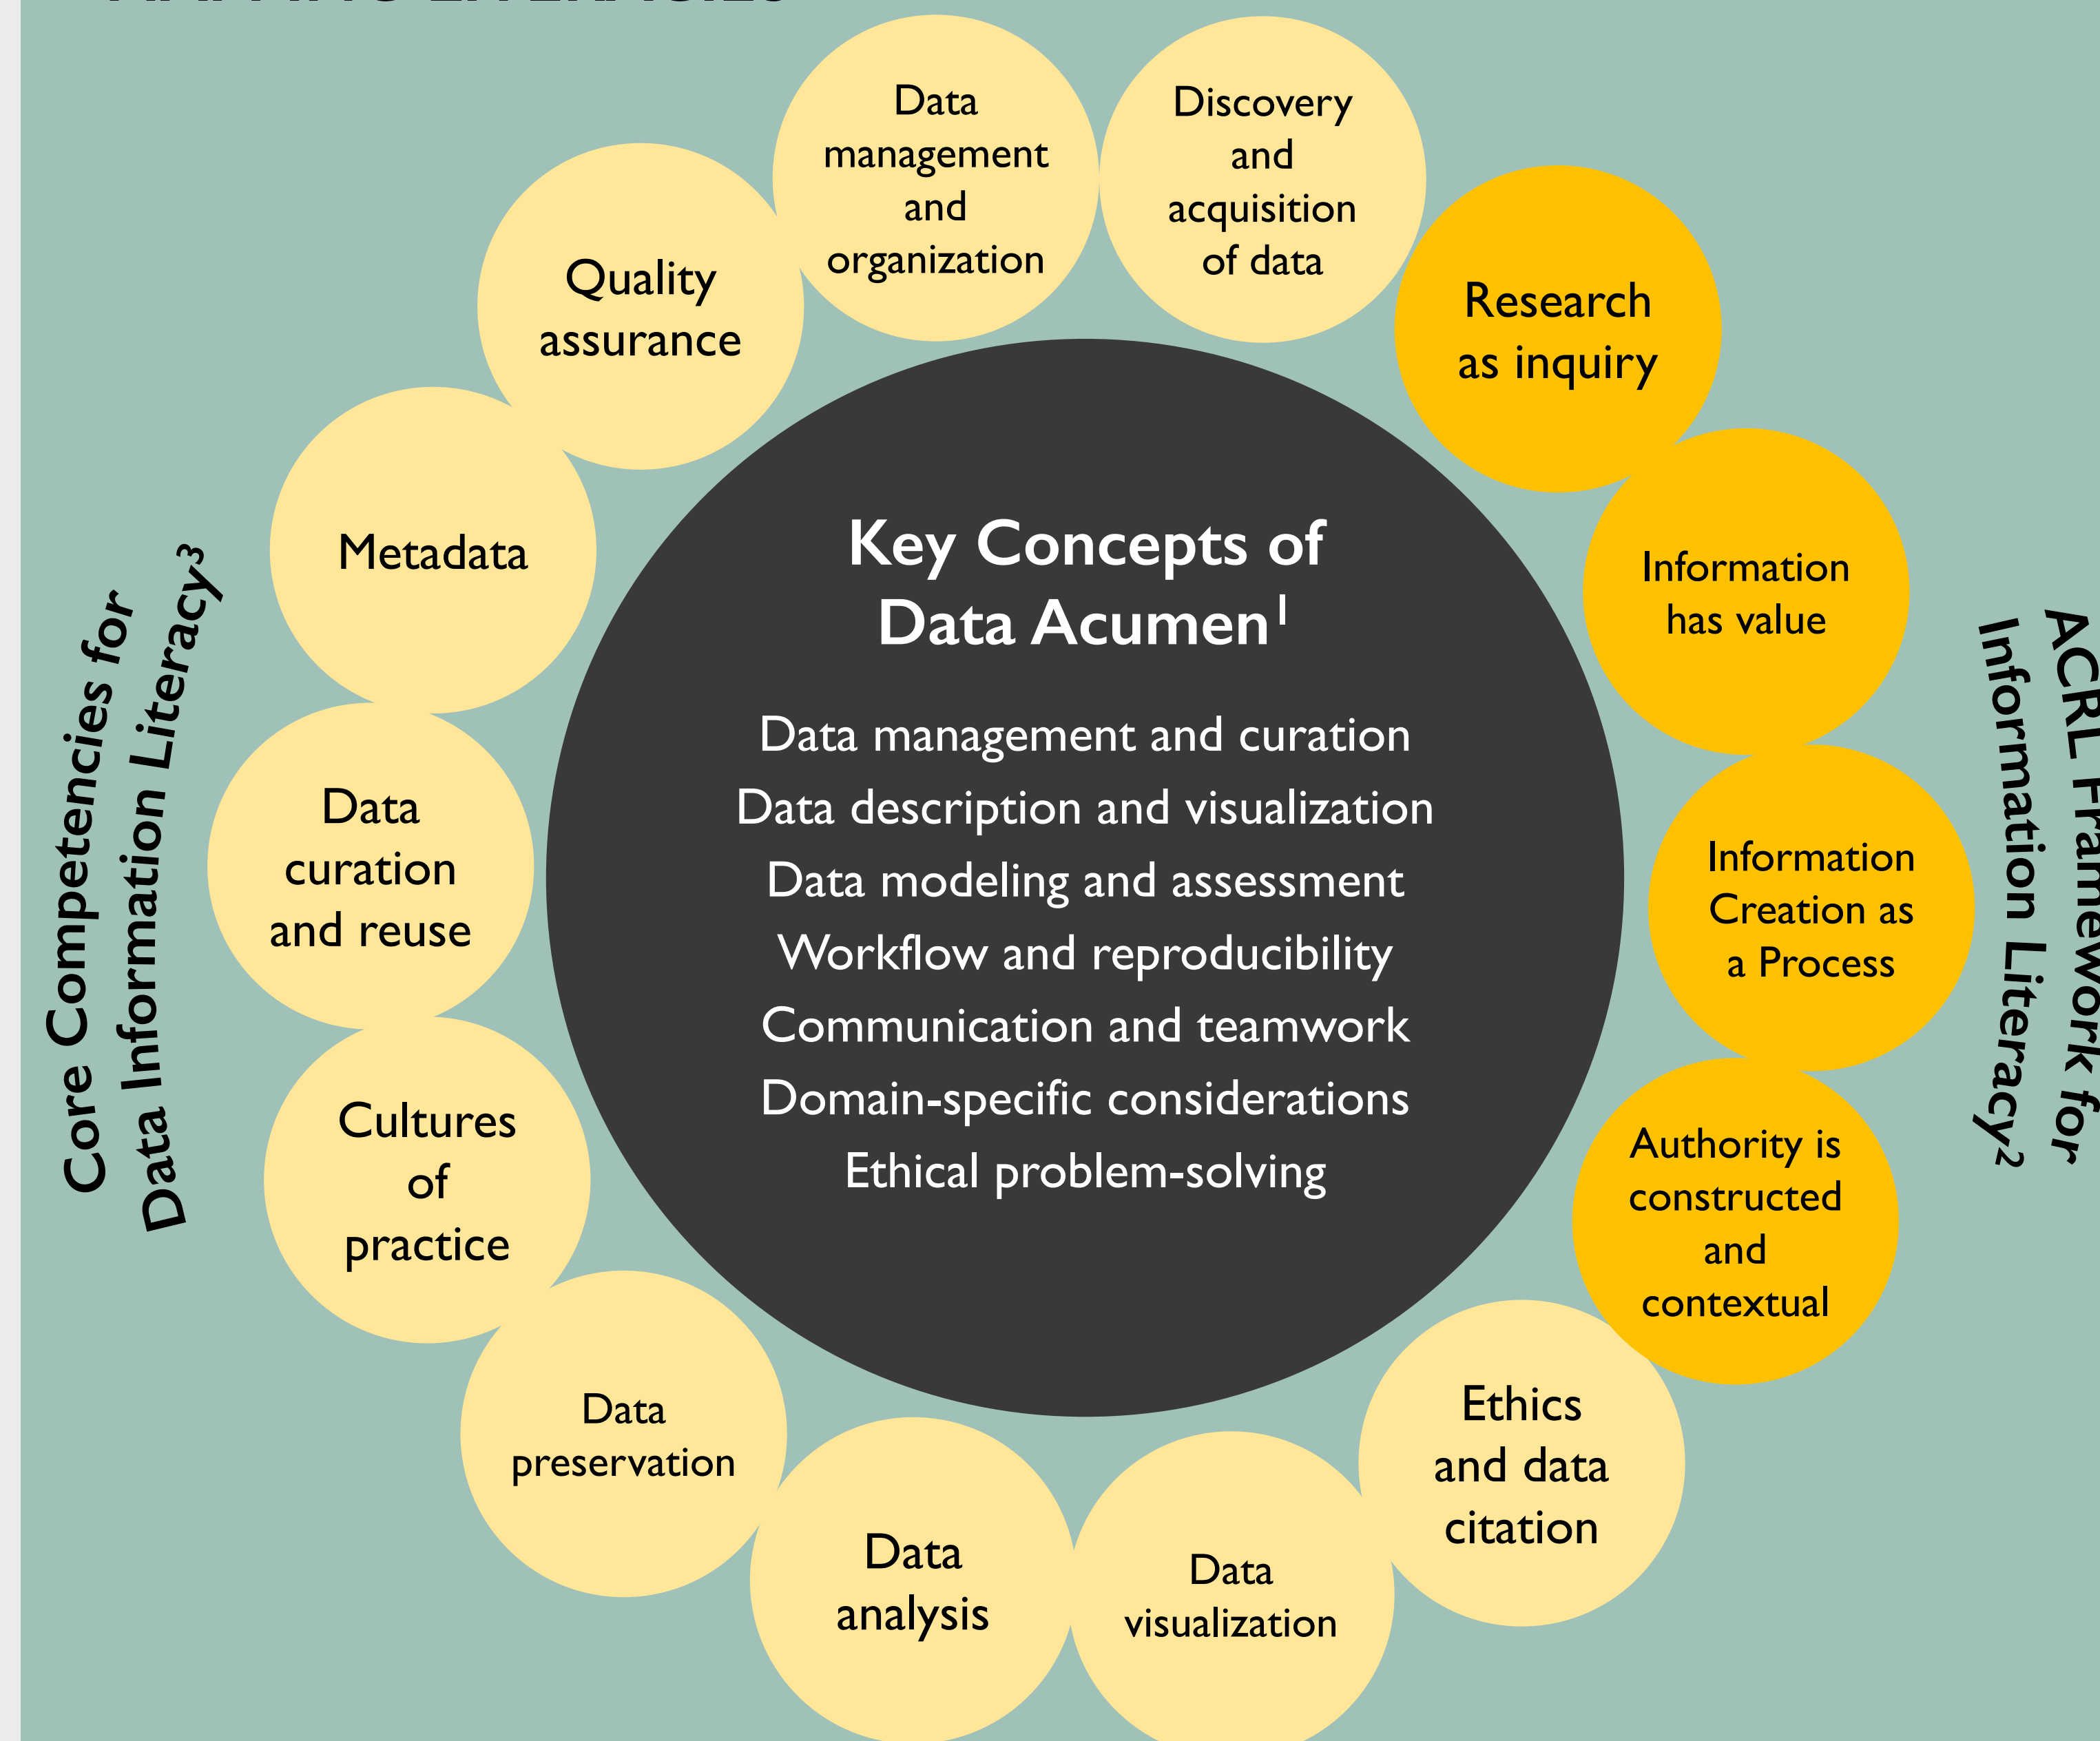 Data
management
and
organization
Discovery
and
acquisition
of data
Research
as inquiry
Information
has value
Information
Creation as
a Process
Authority is
constructed
and
contextual
Ethics
and data
citation
Data
visualization
Data
analysis
Data
preservation
Cultures
of
practice
Data
curation
and reuse
Metadata
Quality
assurance
Key Concepts of
Data Acumen¹
Data management and curation
Data description and visualization
Data modeling and assessment
Workflow and reproducibility
Communication and teamwork
Domain-specific considerations
Ethical problem-solving
Core Competencies for
Data Information Literacy³
ACRL Framework for
Information Literacy²